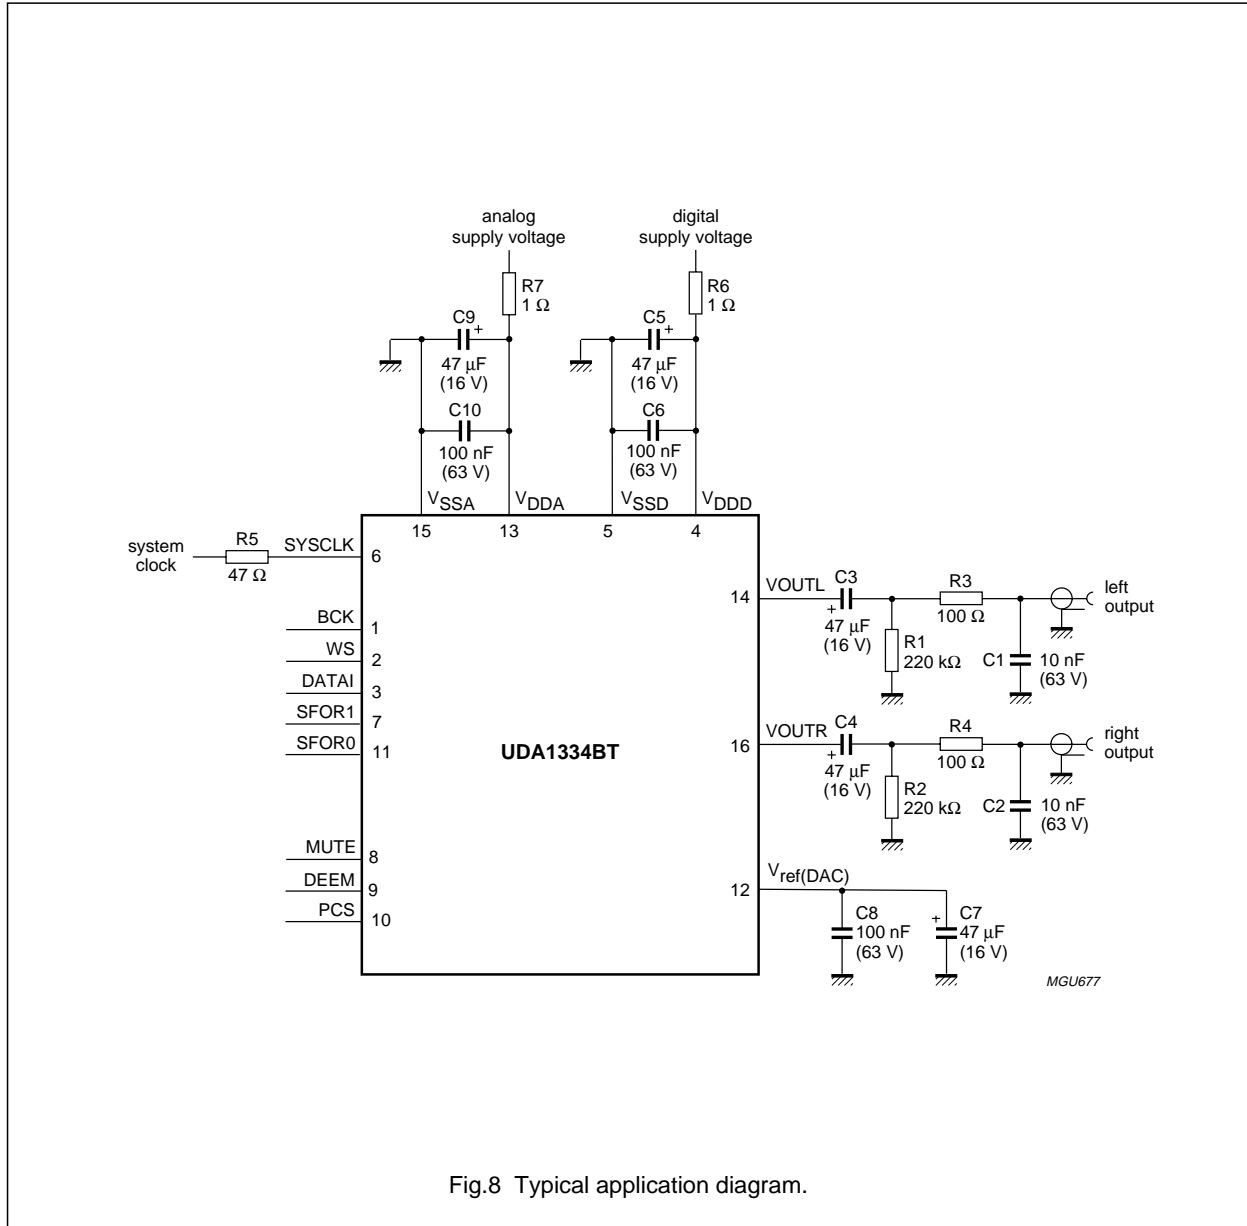 analog
supply voltage
digital
supply voltage
R7
1 Ω
R6
1 Ω
C9
+
47 µF
(16 V)
C5
+
47 µF
(16 V)
C10
100 nF
(63 V)
C6
100 nF
(63 V)
VSSA
VDDA
VSSD
VDDD
15
13
5
4
system
clock
R5
47 Ω
SYSCLK
6
BCK
1
WS
2
DATAI
3
SFOR1
7
SFOR0
11
MUTE
8
DEEM
9
PCS
10
UDA1334BT
14
VOUTL
C3
+
47 µF
(16 V)
R1
220 kΩ
R3
100 Ω
C1
10 nF
(63 V)
left
output
16
VOUTR
C4
+
47 µF
(16 V)
R2
220 kΩ
R4
100 Ω
C2
10 nF
(63 V)
right
output
12
Vref(DAC)
C8
100 nF
(63 V)
+
C7
47 µF
(16 V)
MGU677
Fig.8 Typical application diagram.